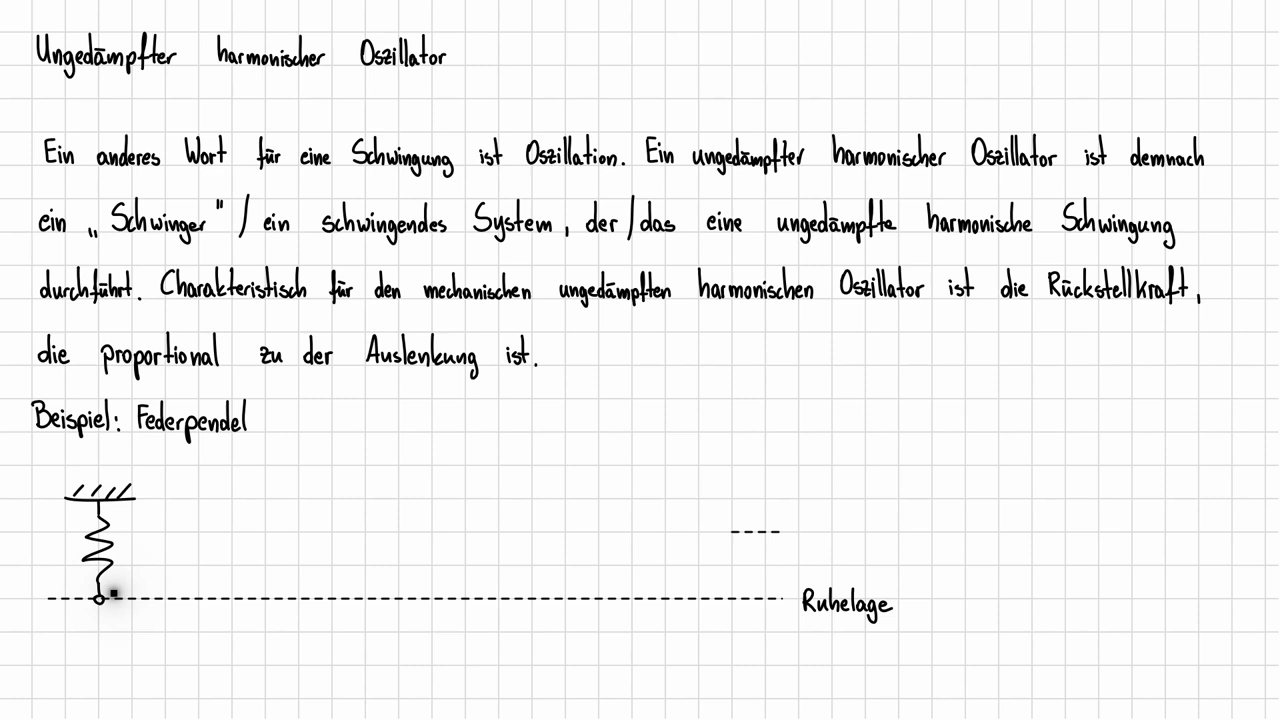 Ungedämpfter harmonischer Oszillator
Ein anderes Wort für eine Schwingung ist Oszillation. Ein ungedämpfter harmonischer Oszillator ist demnach
ein „Schwinger" / ein schwingendes System, der/das eine ungedämpfte harmonische Schwingung
durchführt. Charakteristisch für den mechanischen ungedämpften harmonischen Oszillator ist die Rückstellkraft,
die proportional zu der Auslenkung ist.
Beispiel: Federpendel
Ruhelage